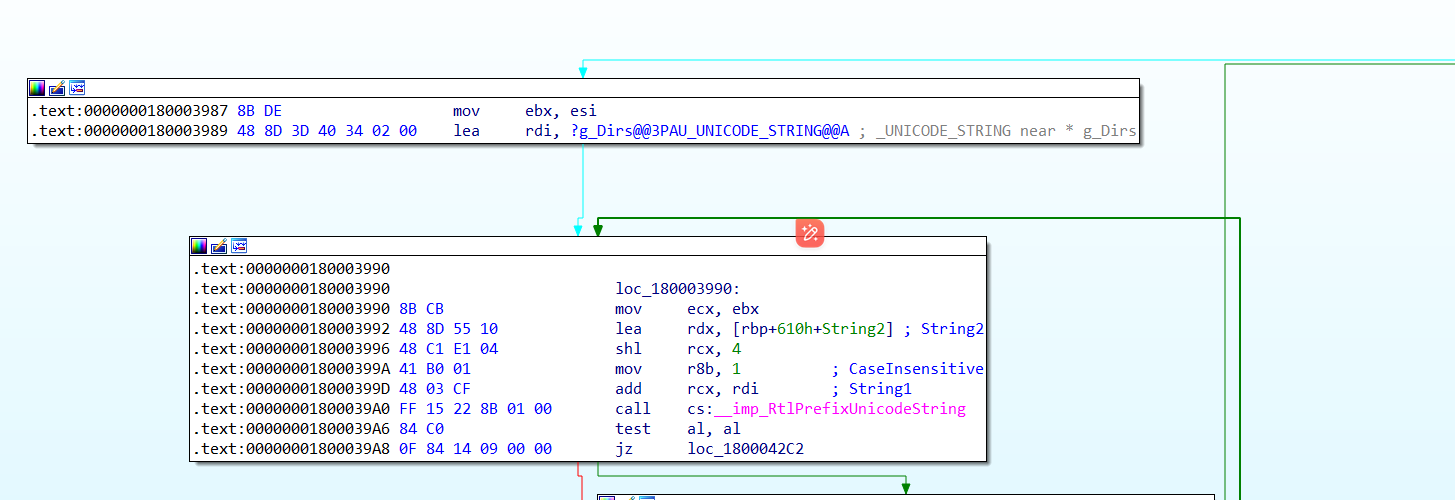 .text:0000000180003987 8B DE mov ebx, esi
.text:0000000180003989 48 8D 3D 40 34 02 00 lea rdi, ?g_Dirs@@3PAU_UNICODE_STRING@@A ; _UNICODE_STRING near * g_Dirs
.text:0000000180003990
.text:0000000180003990 loc_180003990:
.text:0000000180003990 8B CB mov ecx, ebx
.text:0000000180003992 48 8D 55 10 lea rdx, [rbp+610h+String2] ; String2
.text:0000000180003996 48 C1 E1 04 shl rcx, 4
.text:000000018000399A 41 B0 01 mov r8b, 1 ; CaseInsensitive
.text:000000018000399D 48 03 CF add rcx, rdi ; String1
.text:00000001800039A0 FF 15 22 8B 01 00 call cs:__imp_RtlPrefixUnicodeString
.text:00000001800039A6 84 C0 test al, al
.text:00000001800039A8 0F 84 14 09 00 00 jz loc_1800042C2